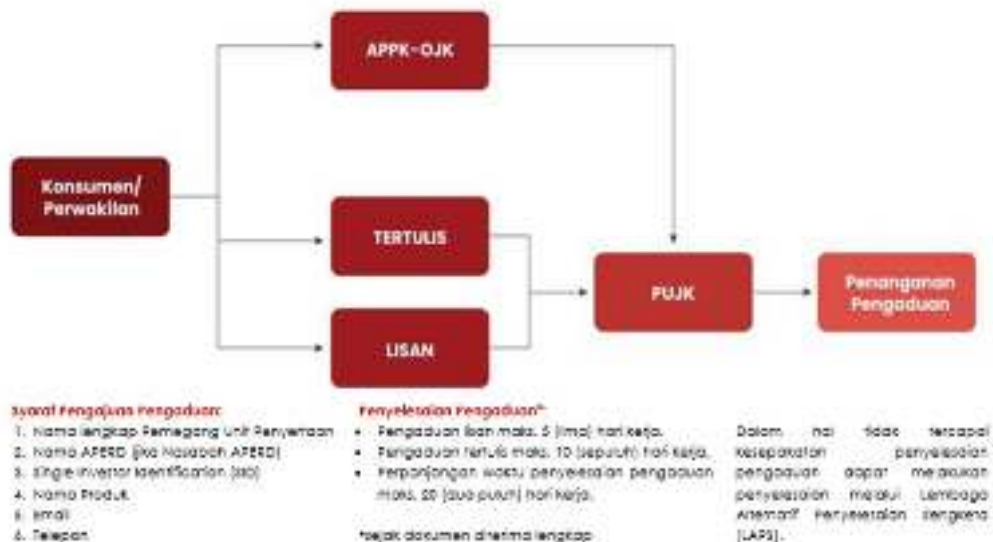 APPK-OJK
Konsumen/
Perwakilan
TERTULIS
PUJK
Penanganan
Pengaduan
LISAN
Syarat Pengajuan Pengaduan:
1. Nama lengkap Pemegang Unit Penyertaan
2. Nama APERD (jika Nasabah APERD)
3. Single Investor Identification (SID)
4. Nama Produk
5. Email
6. Telepon
Penyelesaian Pengaduan*:
• Pengaduan lisan maks. 5 (lima) hari kerja.
• Pengaduan tertulis maks. 10 (sepuluh) hari kerja.
• Perpanjangan waktu penyelesaian pengaduan
maks. 20 (dua puluh) hari kerja.
*sejak dokumen diterima lengkap
Dalam hal tidak tercapai
kesepakatan penyelesaian
pengaduan dapat melakukan
penyelesaian melalui Lembaga
Alternatif Penyelesaian Sengketa
(LAPS).